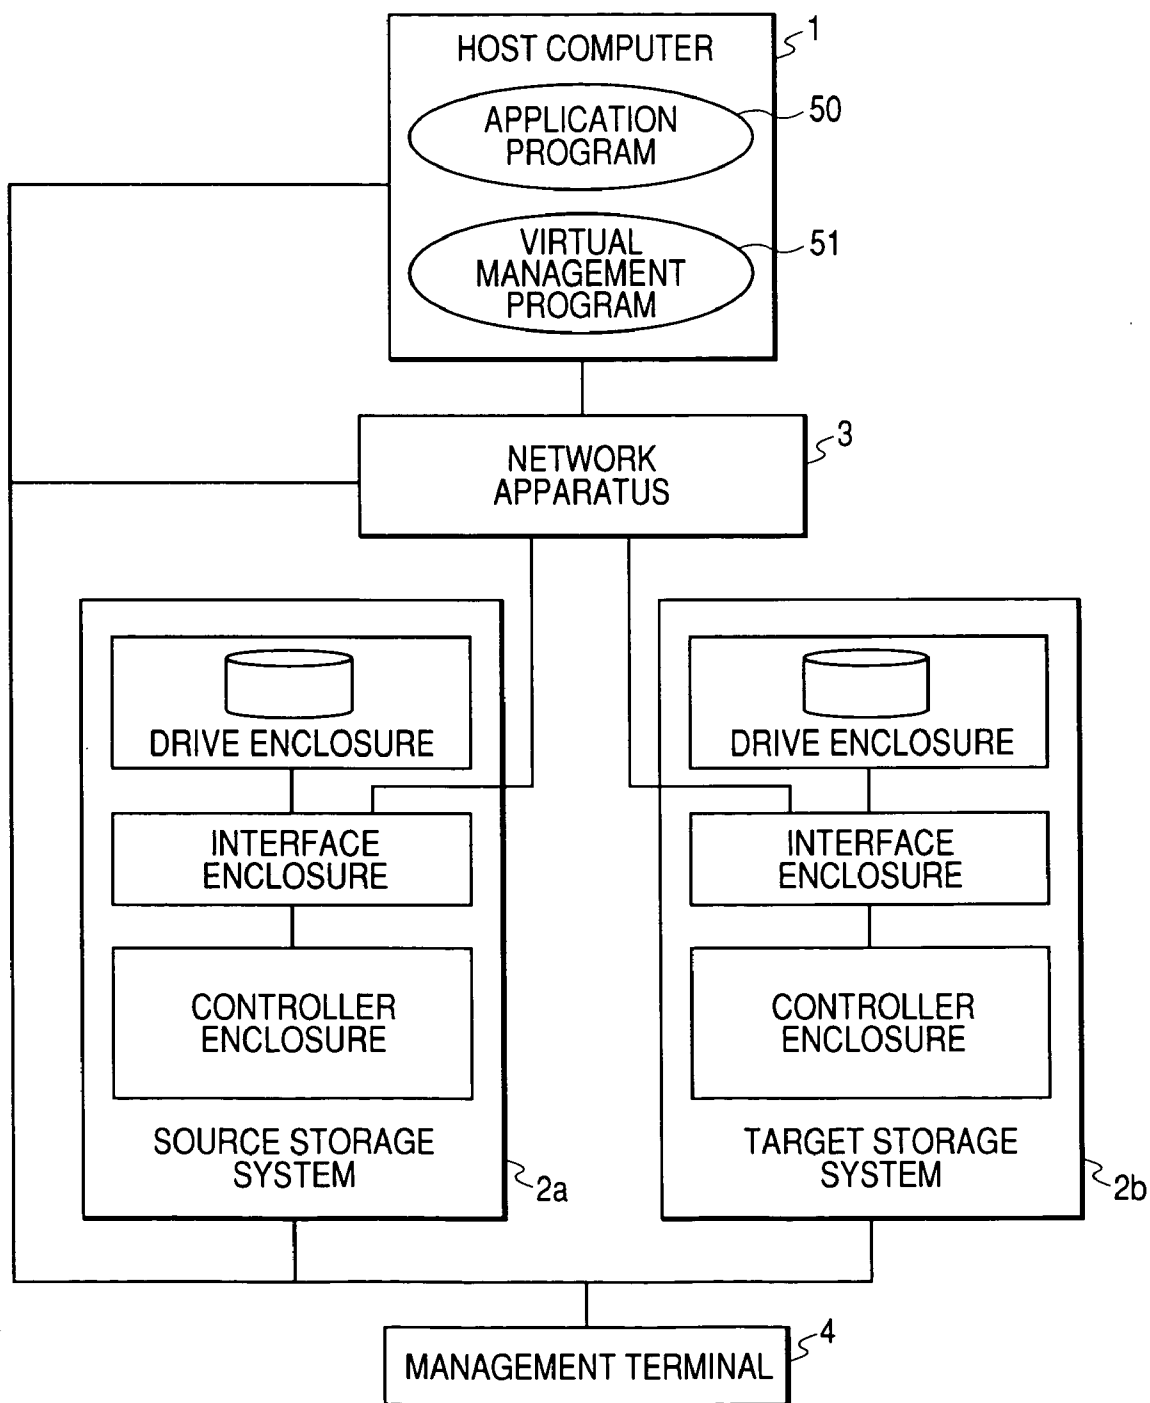 1
HOST COMPUTER
50
APPLICATION
PROGRAM
51
VIRTUAL
MANAGEMENT
PROGRAM
3
NETWORK
APPARATUS
DRIVE ENCLOSURE
INTERFACE
ENCLOSURE
CONTROLLER
ENCLOSURE
SOURCE STORAGE
SYSTEM
2a
DRIVE ENCLOSURE
INTERFACE
ENCLOSURE
CONTROLLER
ENCLOSURE
TARGET STORAGE
SYSTEM
2b
4
MANAGEMENT TERMINAL